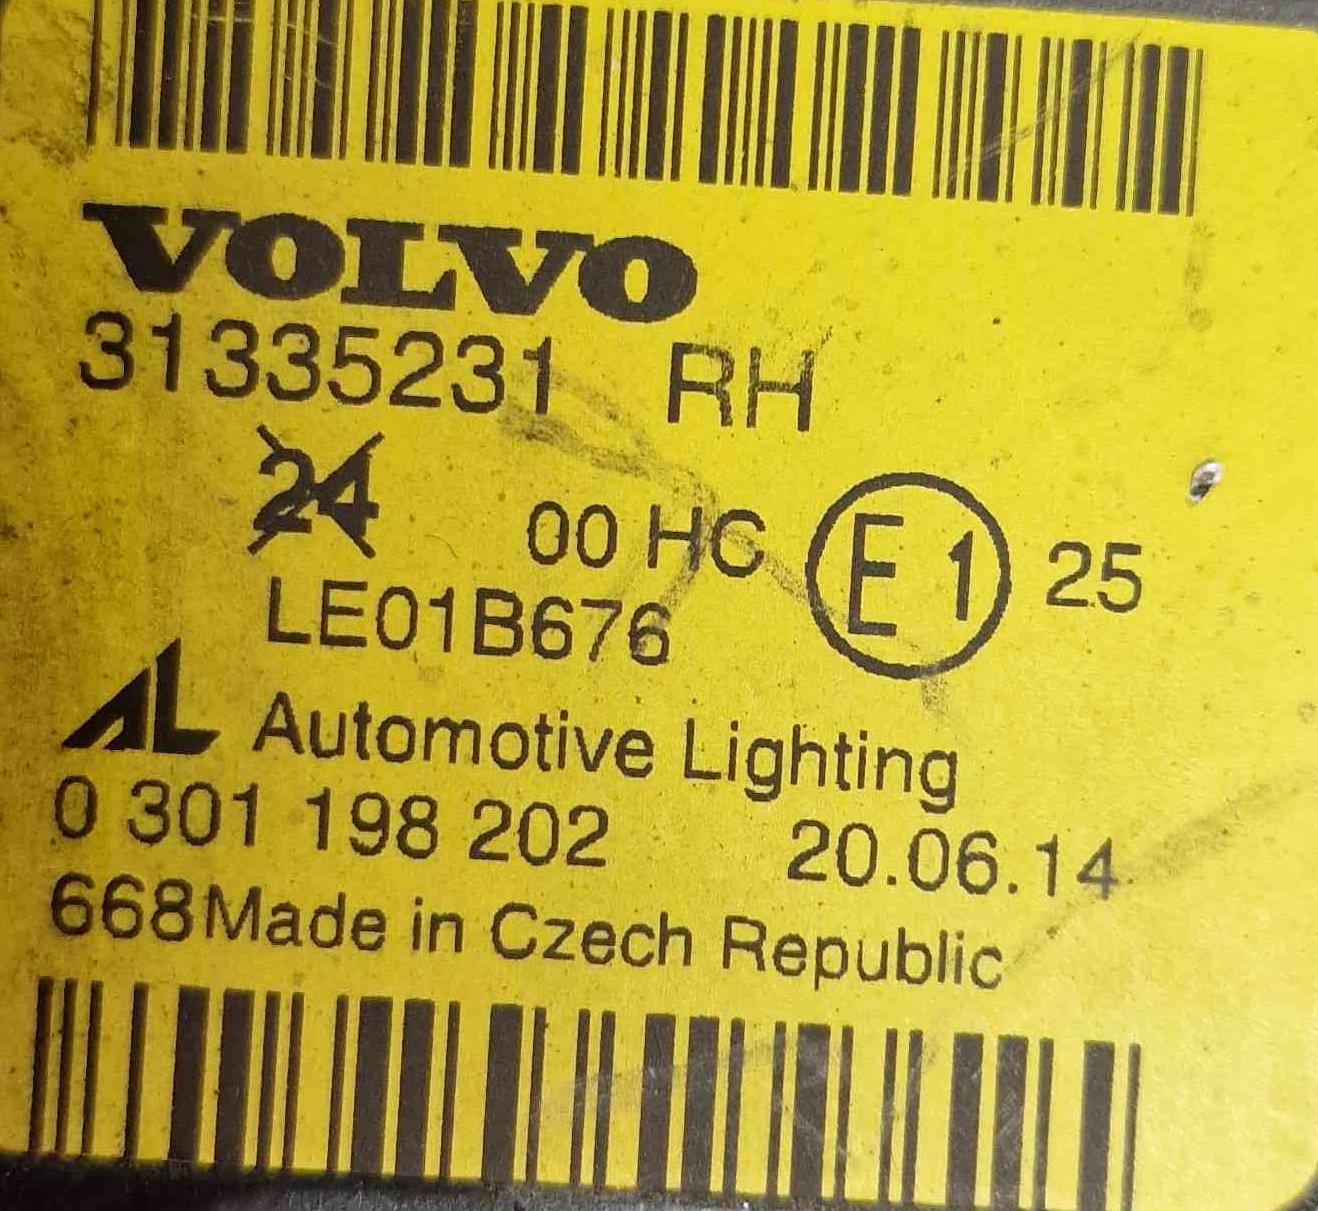 VOLVO
31335231 RH
24 00 HC E1 25
LE01B676
AL Automotive Lighting
0 301 198 202 20.06.14
668Made in Czech Republic